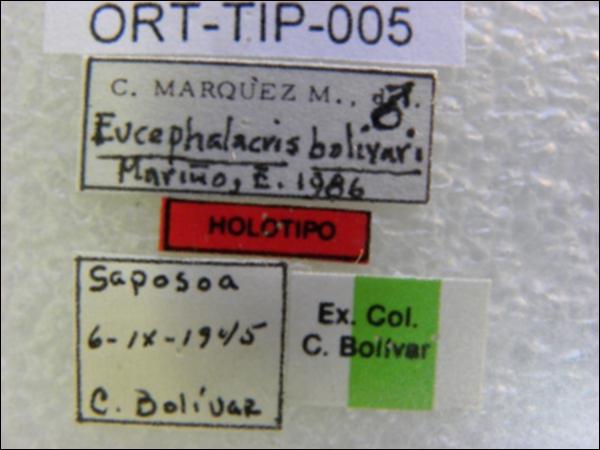 ORT-TIP-005
C. MARQUEZ M., det.
Eucephalacris bolivari
Mariño, E. 1986
HOLOTIPO
Saposoa
6-IX-1945
C. Bolívar
Ex. Col.
C. Bolívar